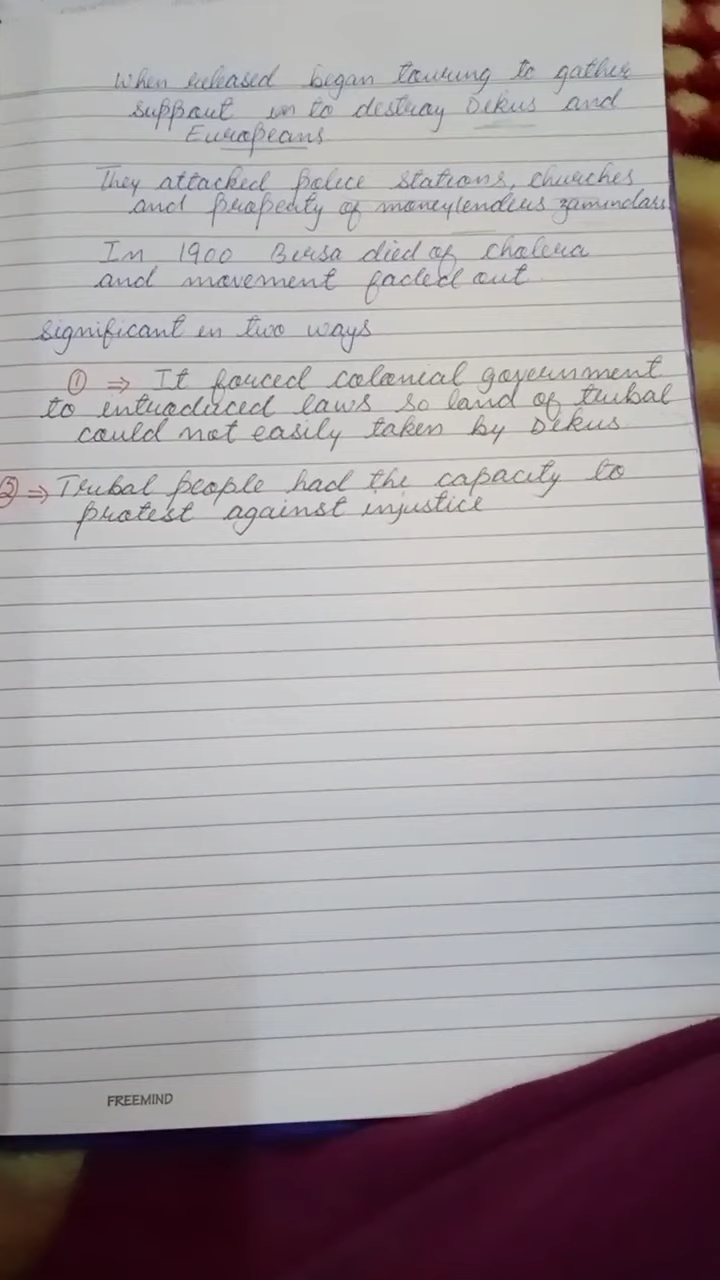 When released began touring to gather
support in to destroy Dikus and
Europeans
They attacked police stations, churches
and property of moneylenders zamindars
In 1900 Birsa died of cholera
and movement faded out
significant in two ways
① ⇒ It forced colonial government
to introduced laws so land of tribal
could not easily taken by Dikus
② ⇒ Tribal people had the capacity to
protest against injustice
FREEMIND